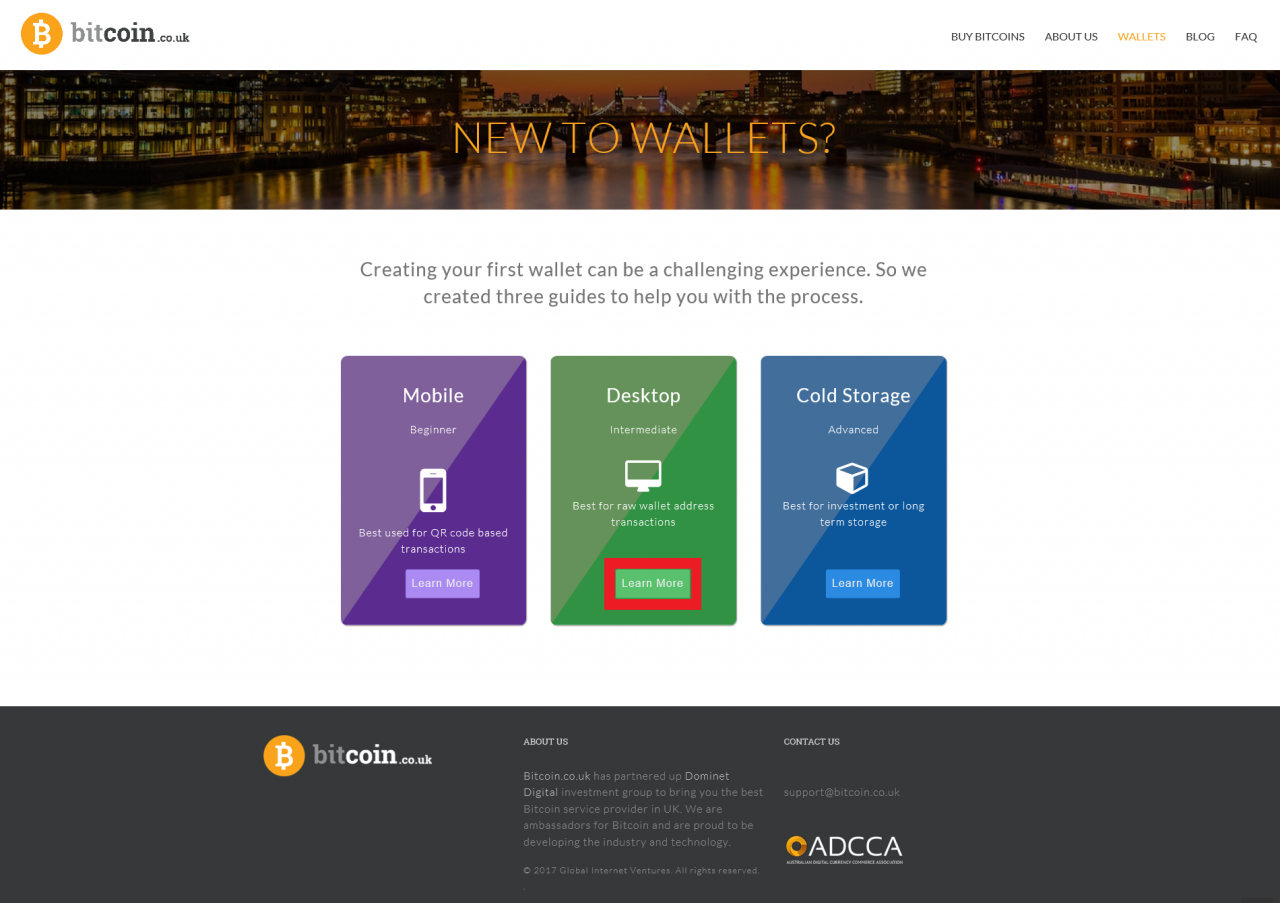 bitcoin.co.uk
BUY BITCOINS ABOUT US WALLETS BLOG FAQ
NEW TO WALLETS?
Creating your first wallet can be a challenging experience. So we
created three guides to help you with the process.
Mobile
Beginner
Best used for QR code based
transactions
Learn More
Desktop
Intermediate
Best for raw wallet address
transactions
Learn More
Cold Storage
Advanced
Best for investment or long
term storage
Learn More
bitcoin.co.uk
ABOUT US
Bitcoin.co.uk has partnered up Dominet
Digital investment group to bring you the best
Bitcoin service provider in UK. We are
ambassadors for Bitcoin and are proud to be
developing the industry and technology.
© 2017 Global Internet Ventures. All rights reserved.
.
CONTACT US
support@bitcoin.co.uk
ADCCA
AUSTRALIAN DIGITAL CURRENCY COMMERCE ASSOCIATION